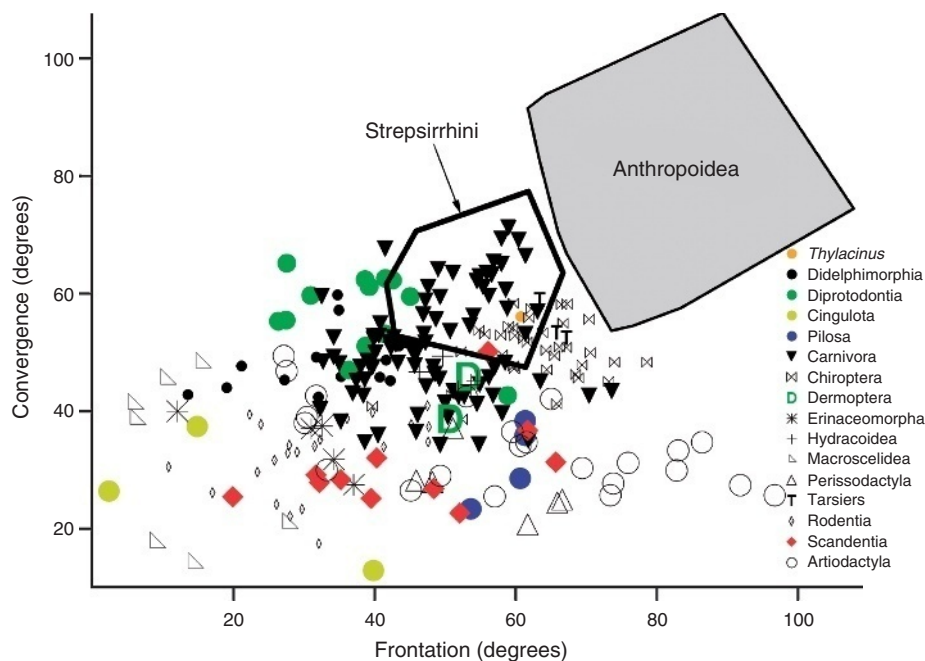 100
80
60
40
20
Convergence (degrees)
Strepsirrhini
Anthropoidea
D
D
T
T
T
Thylacinus
Didelphimorphia
Diprotodontia
Cingulota
Pilosa
Carnivora
Chiroptera
D Dermoptera
Erinaceomorpha
Hydracoidea
Macroscelidea
Perissodactyla
T Tarsiers
Rodentia
Scandentia
Artiodactyla
20 40 60 80 100
Frontation (degrees)